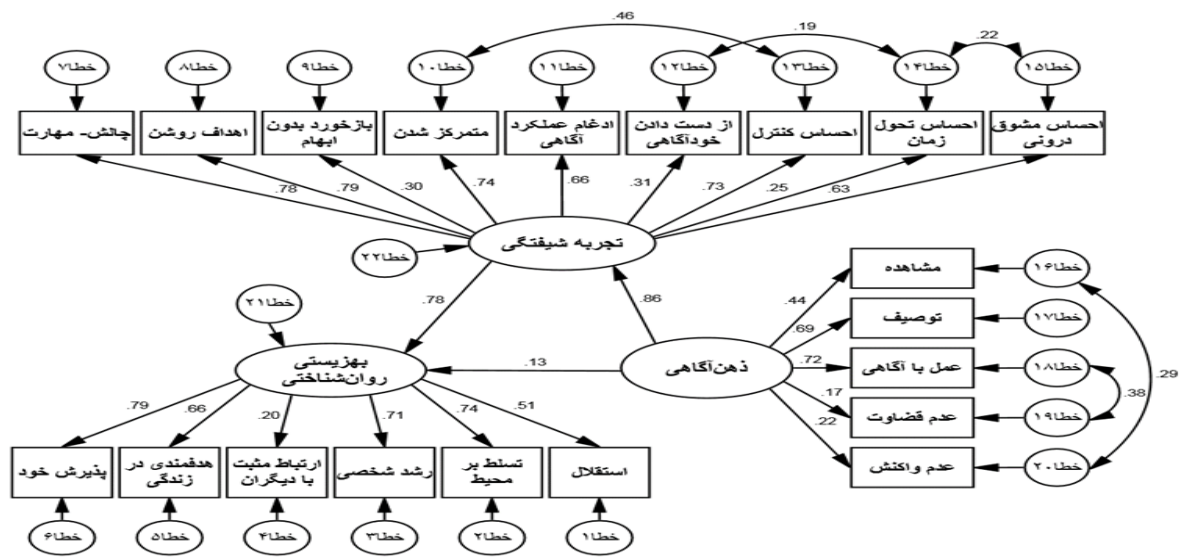 .46
.19
.22
خطا۷
خطا۸
خطا۹
خطا۱۰
خطا۱۱
خطا۱۲
خطا۱۳
خطا۱۴
خطا۱۵
چالش- مهارت
اهداف روشن
بازخورد بدون
ابهام
متمرکز شدن
ادغام عملکرد
آگاهی
از دست دادن
خودآگاهی
احساس کنترل
احساس تحول
زمان
احساس مشوق
درونی
.78
.79
.30
.74
.66
.31
.73
.25
.63
تجربه شیفتگی
خطا۲۲
خطا۲۱
.78
.86
.13
بهزیستی
روان‌شناختی
ذهن‌آگاهی
.44
.69
.72
.17
.22
مشاهده
توصیف
عمل با آگاهی
عدم قضاوت
عدم واکنش
خطا۱۶
خطا۱۷
خطا۱۸
خطا۱۹
خطا۲۰
.38
.29
.79
.66
.20
.71
.74
.51
پذیرش خود
هدفمندی در
زندگی
ارتباط مثبت
با دیگران
رشد شخصی
تسلط بر
محیط
استقلال
خطا۶
خطا۵
خطا۴
خطا۳
خطا۲
خطا۱